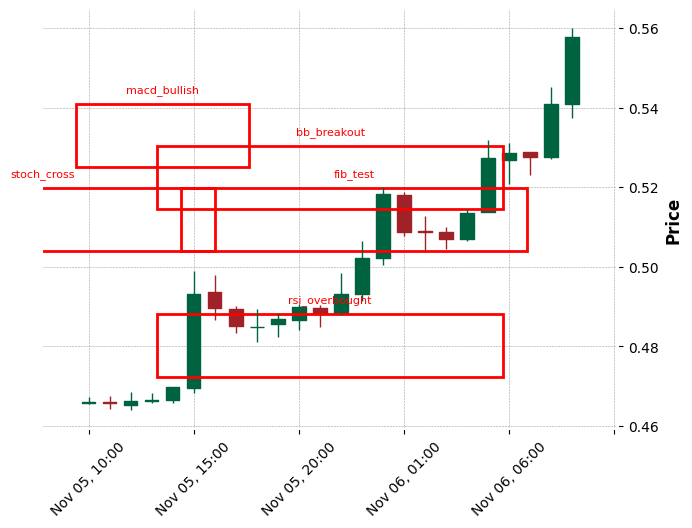 0.56
macd_bullish
0.54
bb_breakout
stoch_cross
fib_test
0.52
Price
0.50
rsi_overbought
0.48
0.46
Nov 05, 10:00
Nov 05, 15:00
Nov 05, 20:00
Nov 06, 01:00
Nov 06, 06:00